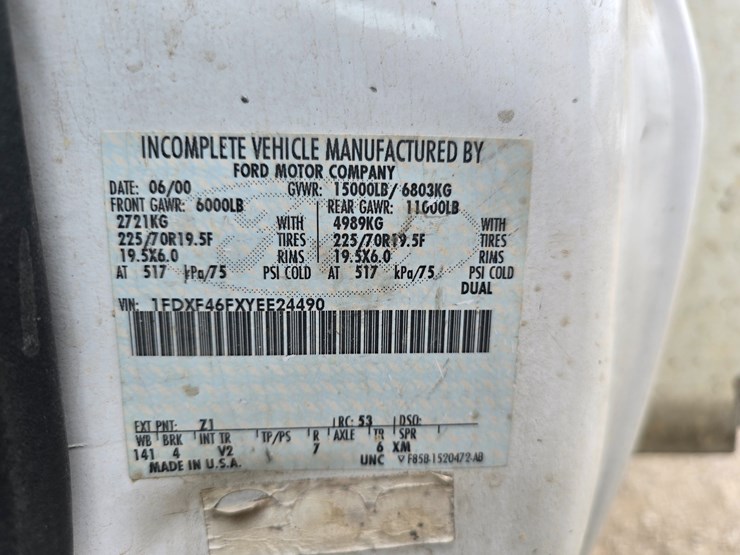 INCOMPLETE VEHICLE MANUFACTURED BY
FORD MOTOR COMPANY
DATE: 06/00 GVWR: 15000LB/ 6803KG
FRONT GAWR: 6000LB REAR GAWR: 11000LB
2721KG WITH 4989KG WITH
225/70R19.5F TIRES 225/70R19.5F TIRES
19.5X6.0 RIMS 19.5X6.0 RIMS
AT 517 kPa/75 PSI COLD AT 517 kPa/75 PSI COLD
DUAL
VIN: 1FDXF46FXYEE24490
EXT PNT: Z1 RC: 53 DSO:
WB BRK INT TR TP/PS R AXLE TR SPR
141 4 V2 7 6 XM
MADE IN U.S.A. UNC F85B-1520472-AB